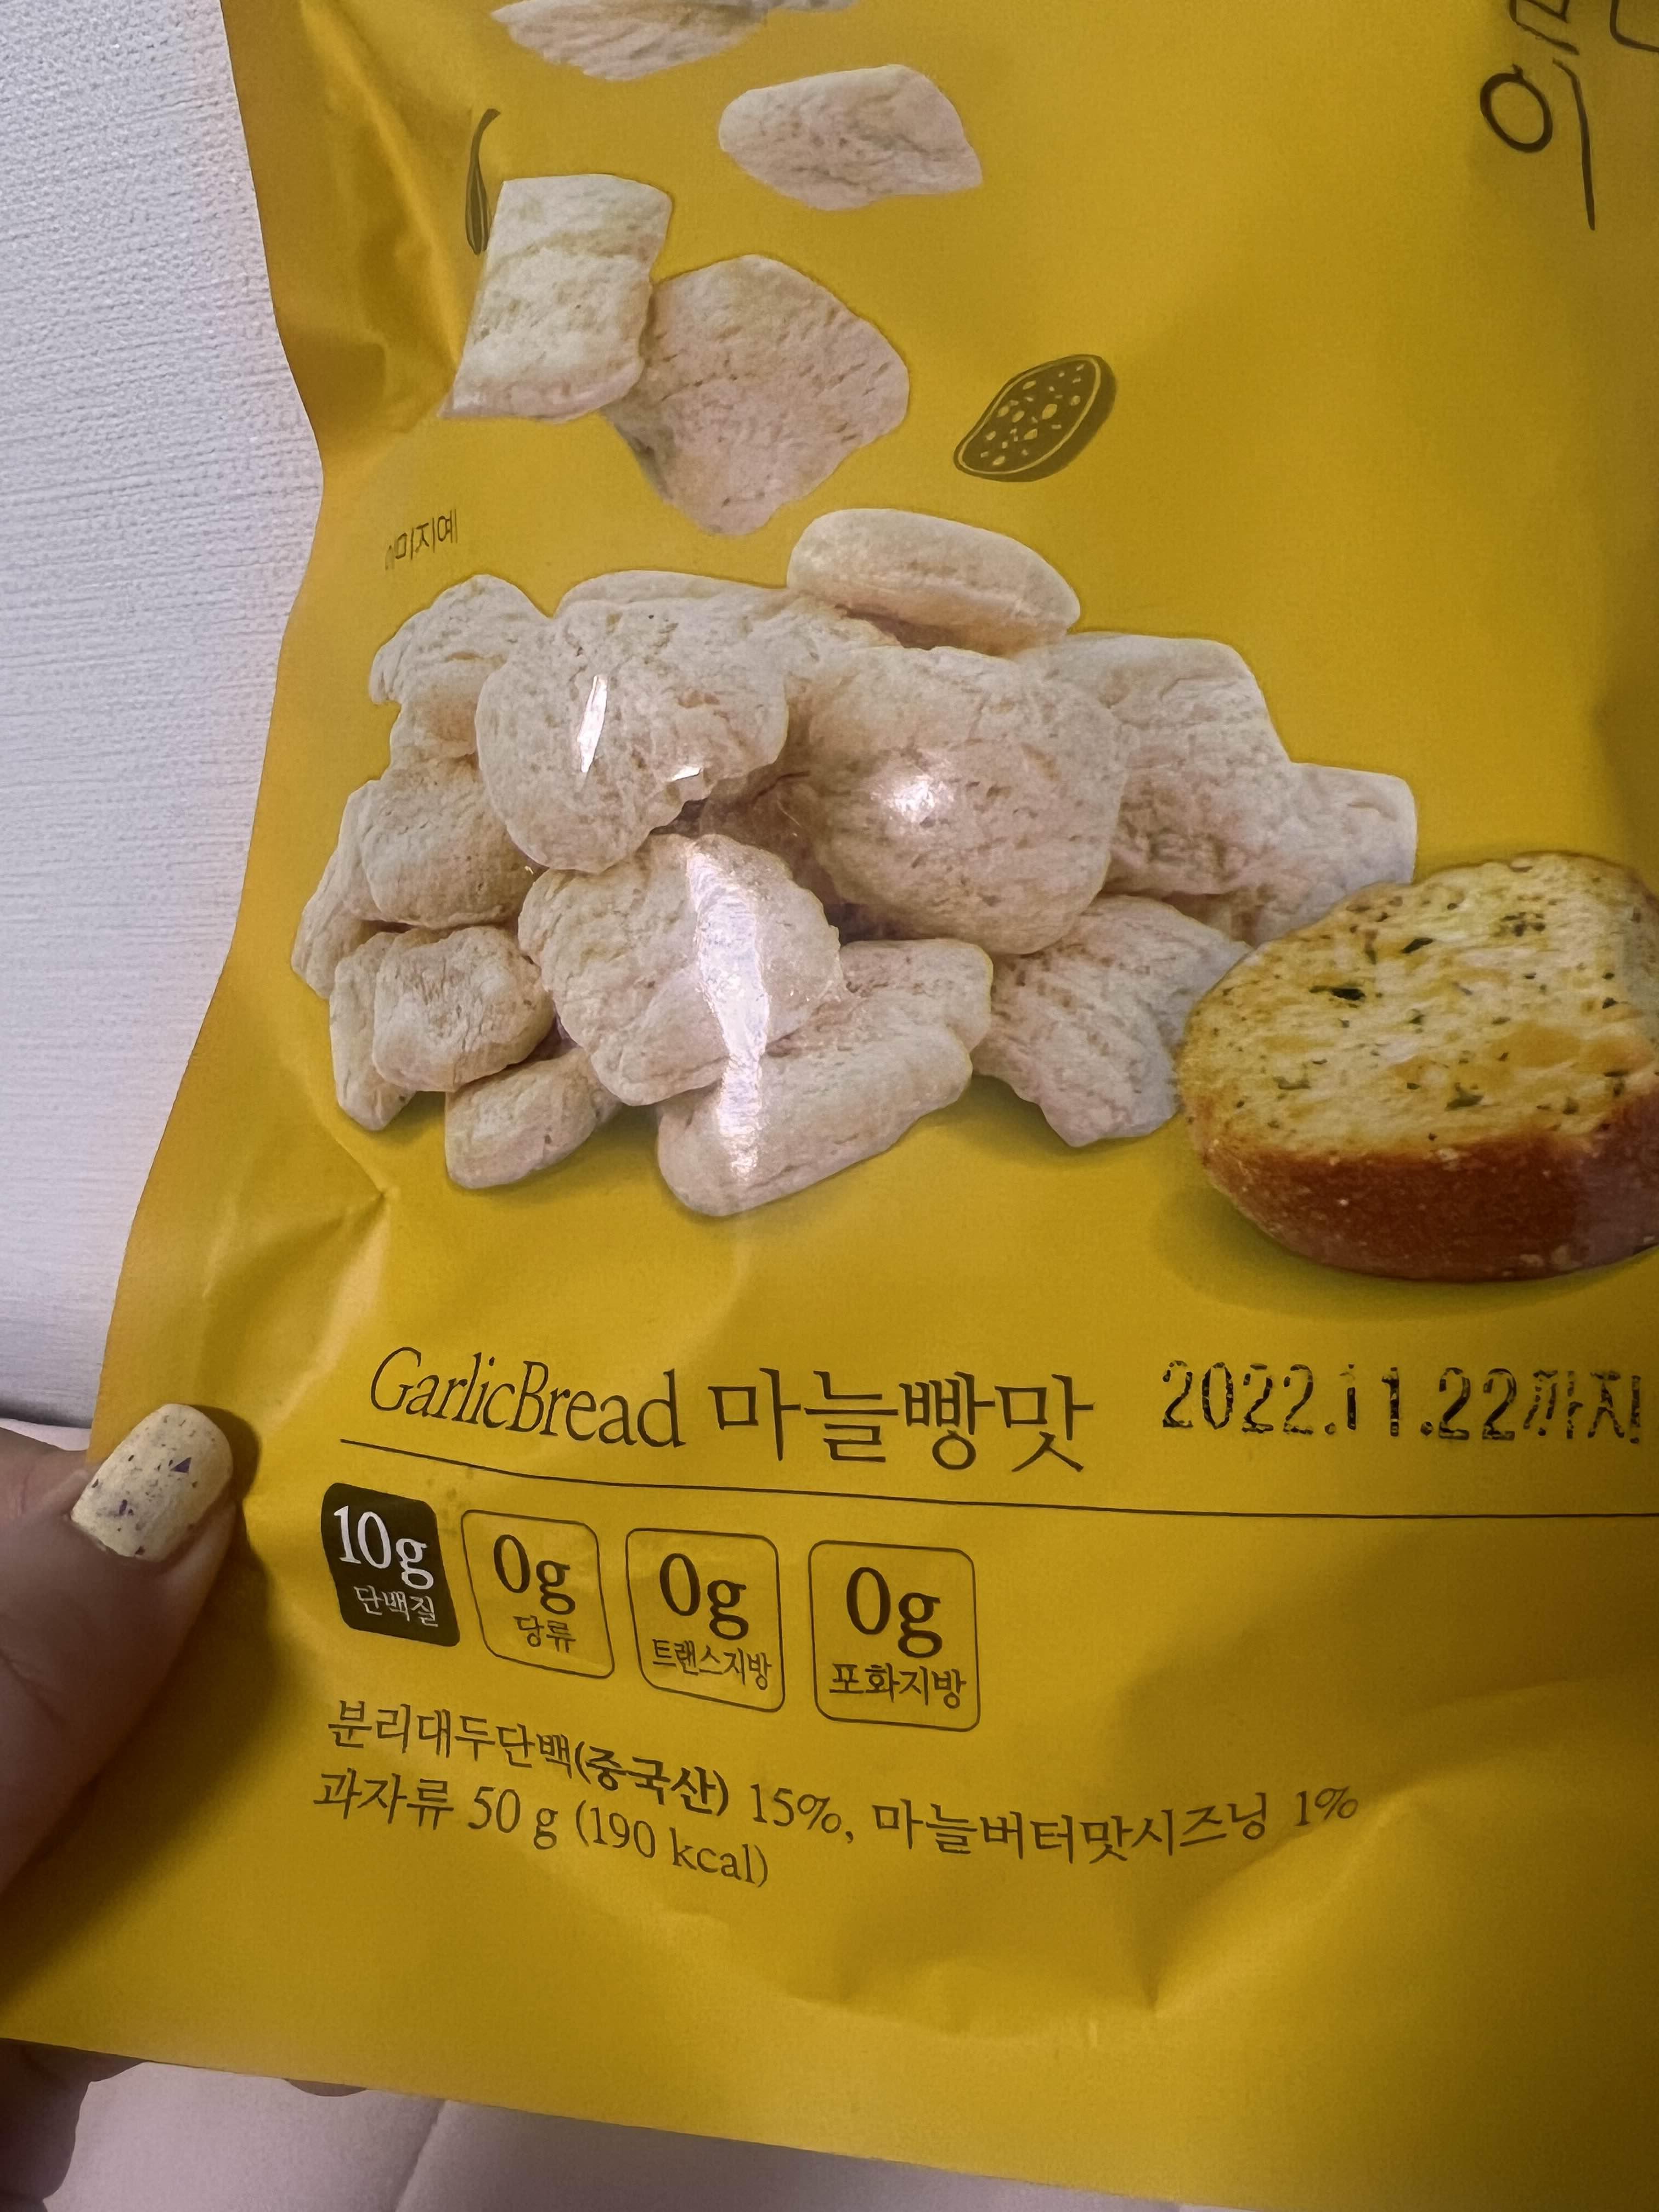 이미지예
GarlicBread 마늘빵맛 2022.11.22까지
10g 단백질
0g 당류
0g 트랜스지방
0g 포화지방
분리대두단백(중국산) 15%, 마늘버터맛시즈닝 1%
과자류 50 g (190 kcal)